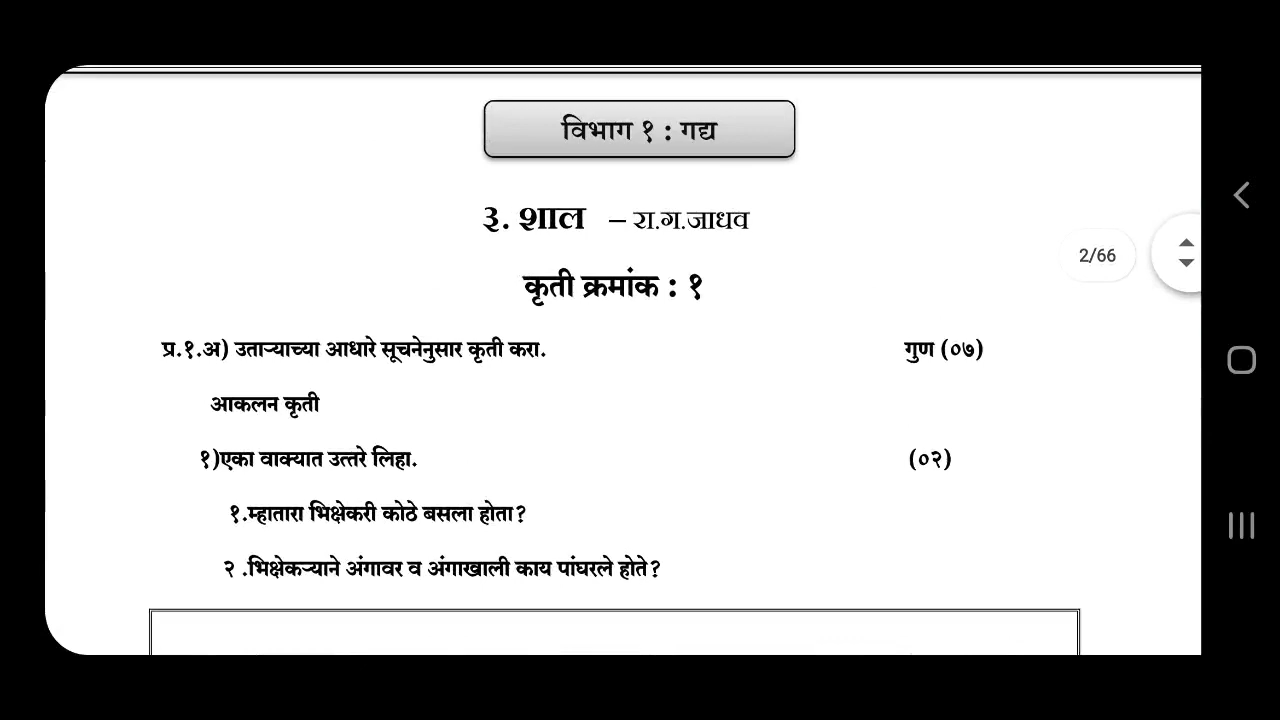 विभाग १ : गद्य
३. शाल – रा.ग.जाधव
कृती क्रमांक : १
2/66
प्र.१.अ) उताऱ्याच्या आधारे सूचनेनुसार कृती करा. गुण (०७)
आकलन कृती
१)एका वाक्यात उत्तरे लिहा. (०२)
१.म्हातारा भिक्षेकरी कोठे बसला होता?
२ .भिक्षेकऱ्याने अंगावर व अंगाखाली काय पांघरले होते?